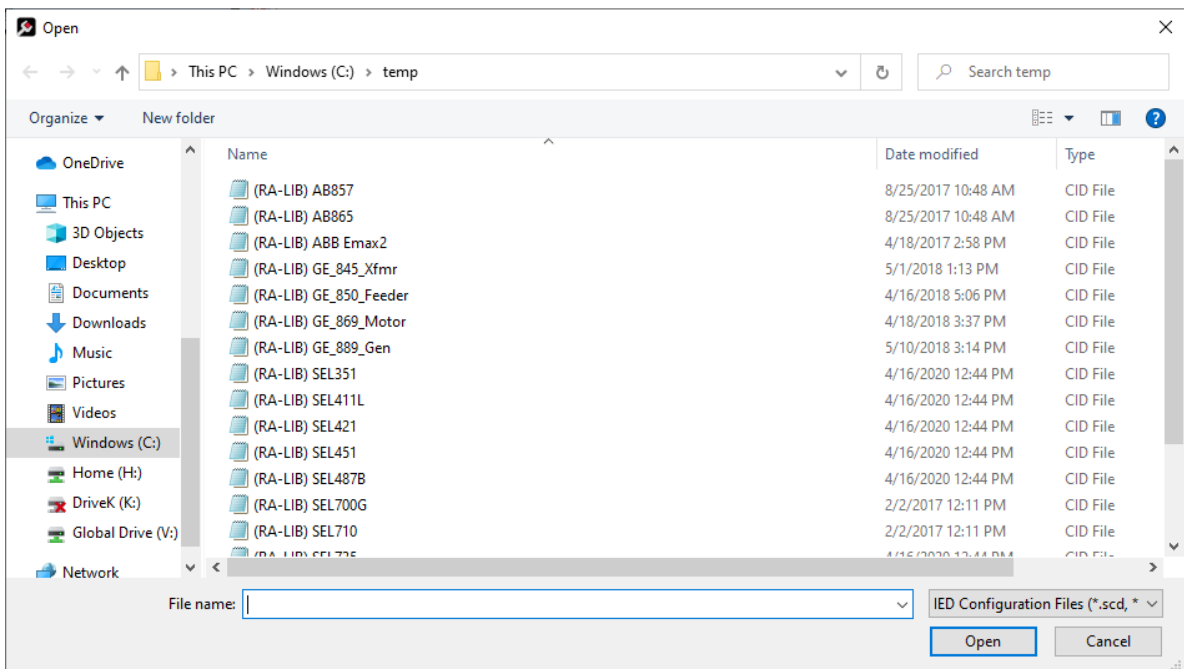 Open
This PC > Windows (C:) > temp
Search temp
Organize
New folder
Name
Date modified
Type
OneDrive
This PC
3D Objects
Desktop
Documents
Downloads
Music
Pictures
Videos
Windows (C:)
Home (H:)
DriveK (K:)
Global Drive (V:)
Network
(RA-LIB) AB857 8/25/2017 10:48 AM CID File
(RA-LIB) AB865 8/25/2017 10:48 AM CID File
(RA-LIB) ABB Emax2 4/18/2017 2:58 PM CID File
(RA-LIB) GE_845_Xfmr 5/1/2018 1:13 PM CID File
(RA-LIB) GE_850_Feeder 4/16/2018 5:06 PM CID File
(RA-LIB) GE_869_Motor 4/18/2018 3:37 PM CID File
(RA-LIB) GE_889_Gen 5/10/2018 3:14 PM CID File
(RA-LIB) SEL351 4/16/2020 12:44 PM CID File
(RA-LIB) SEL411L 4/16/2020 12:44 PM CID File
(RA-LIB) SEL421 4/16/2020 12:44 PM CID File
(RA-LIB) SEL451 4/16/2020 12:44 PM CID File
(RA-LIB) SEL487B 4/16/2020 12:44 PM CID File
(RA-LIB) SEL700G 2/2/2017 12:11 PM CID File
(RA-LIB) SEL710 2/2/2017 12:11 PM CID File
(RA-LIB) 4/16/2020 12:44 PM CID File
File name:
IED Configuration Files (*.scd, *
Open
Cancel